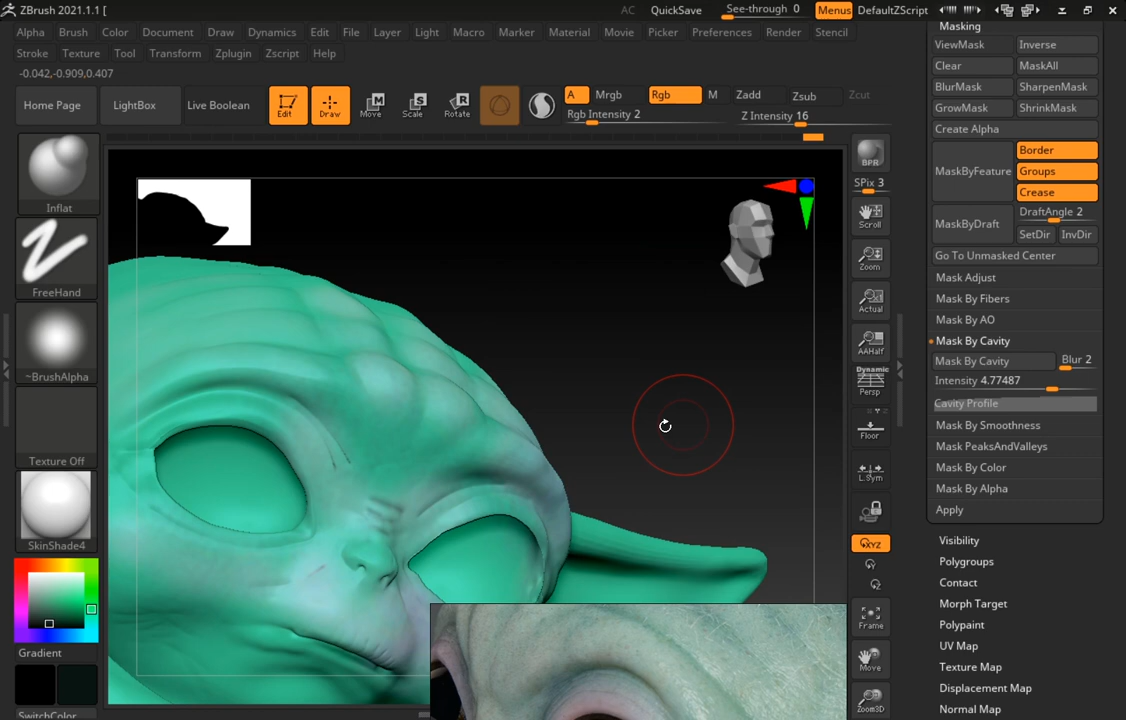 ZBrush 2021.1.1 [
AC QuickSave See-through 0 Menus DefaultZScript
Alpha Brush Color Document Draw Dynamics Edit File Layer Light Macro Marker Material Movie Picker Preferences Render Stencil
Stroke Texture Tool Transform Zplugin Zscript Help
-0.042,-0.909,0.407
Home Page LightBox Live Boolean Edit Draw Move Scale Rotate A Mrgb Rgb M Zadd Zsub Zcut
Rgb Intensity 2 Z Intensity 16
Inflat
FreeHand
~BrushAlpha
Texture Off
SkinShade4
Gradient
SwitchColor
BPR
SPix 3
Scroll
Zoom
Actual
AAHalf
Dynamic
Persp
Floor
L.Sym
XYZ
Frame
Move
Zoom3D
Masking
ViewMask Inverse
Clear MaskAll
BlurMask SharpenMask
GrowMask ShrinkMask
Create Alpha
MaskByFeature Border
Groups
Crease
MaskByDraft DraftAngle 2
SetDir InvDir
Go To Unmasked Center
Mask Adjust
Mask By Fibers
Mask By AO
Mask By Cavity
Mask By Cavity Blur 2
Intensity 4.77487
Cavity Profile
Mask By Smoothness
Mask PeaksAndValleys
Mask By Color
Mask By Alpha
Apply
Visibility
Polygroups
Contact
Morph Target
Polypaint
UV Map
Texture Map
Displacement Map
Normal Map